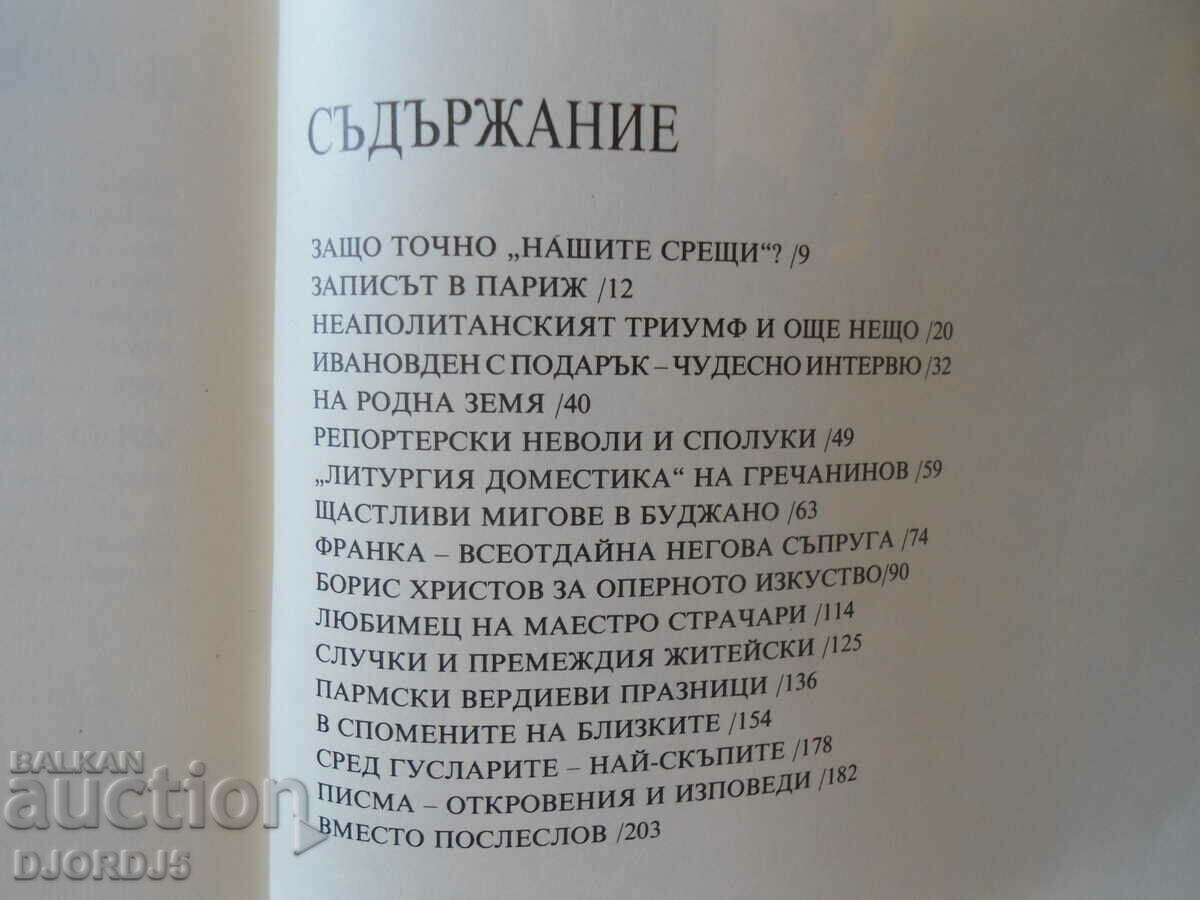 СЪДЪРЖАНИЕ
ЗАЩО ТОЧНО „НАШИТЕ СРЕЩИ“? /9
ЗАПИСЪТ В ПАРИЖ /12
НЕАПОЛИТАНСКИЯТ ТРИУМФ И ОЩЕ НЕЩО /20
ИВАНОВДЕН С ПОДАРЪК – ЧУДЕСНО ИНТЕРВЮ /32
НА РОДНА ЗЕМЯ /40
РЕПОРТЕРСКИ НЕВОЛИ И СПОЛУКИ /49
„ЛИТУРГИЯ ДОМЕСТИКА“ НА ГРЕЧАНИНОВ /59
ЩАСТЛИВИ МИГОВЕ В БУДЖАНО /63
ФРАНКА – ВСЕОТДАЙНА НЕГОВА СЪПРУГА /74
БОРИС ХРИСТОВ ЗА ОПЕРНОТО ИЗКУСТВО/90
ЛЮБИМЕЦ НА МАЕСТРО СТРАЧАРИ /114
СЛУЧКИ И ПРЕМЕЖДИЯ ЖИТЕЙСКИ /125
ПАРМСКИ ВЕРДИЕВИ ПРАЗНИЦИ /136
В СПОМЕНИТЕ НА БЛИЗКИТЕ /154
СРЕД ГУСЛАРИТЕ – НАЙ-СКЪПИТЕ /178
ПИСМА – ОТКРОВЕНИЯ И ИЗПОВЕДИ /182
ВМЕСТО ПОСЛЕСЛОВ /203
BALKAN
auction
DJORDJ5